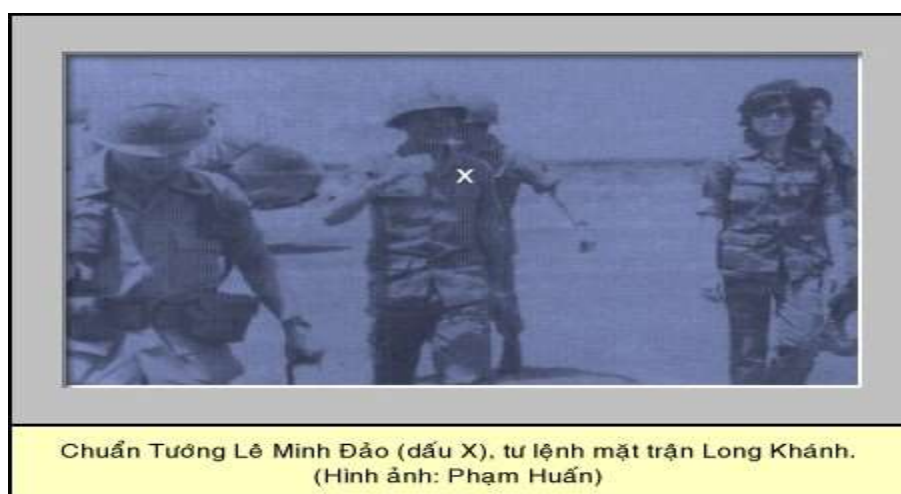 X
Chuẩn Tướng Lê Minh Đảo (dấu X), tư lệnh mặt trận Long Khánh.
(Hình ảnh: Phạm Huấn)